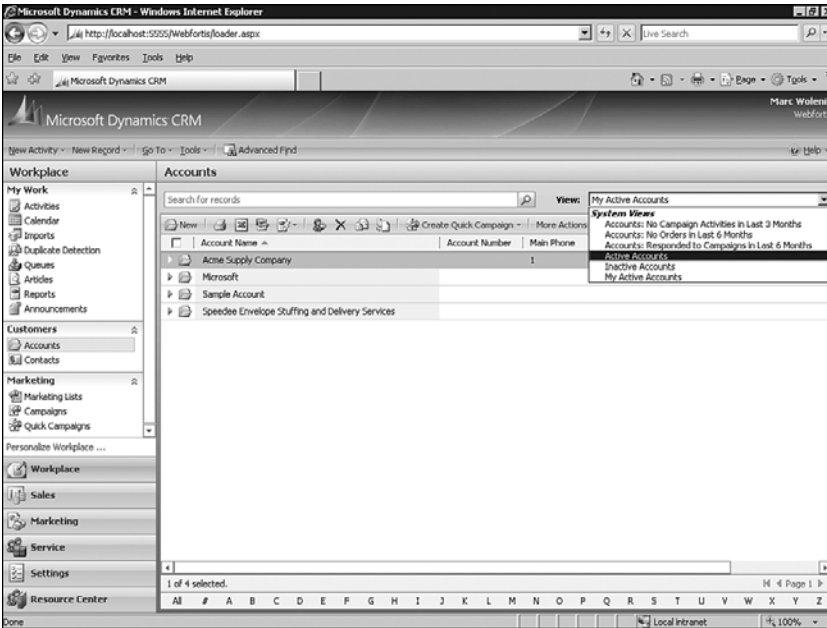 Microsoft Dynamics CRM - Windows Internet Explorer
http://localhost:5555/Webfortis/loader.aspx
Live Search
File Edit View Favorites Tools Help
Microsoft Dynamics CRM
Page Tools
Marc Woleni
Microsoft Dynamics CRM
Webfort
New Activity New Record Go To Tools Advanced Find
Help
Workplace
Accounts
My Work
Activities
Calendar
Imports
Duplicate Detection
Queues
Articles
Reports
Announcements
Customers
Accounts
Contacts
Marketing
Marketing Lists
Campaigns
Quick Campaigns
Personalize Workplace ...
Workplace
Sales
Marketing
Service
Settings
Resource Center
Search for records
View: My Active Accounts
System Views
Accounts: No Campaign Activities in Last 3 Months
Accounts: No Orders in Last 6 Months
Accounts: Responded to Campaigns in Last 6 Months
Active Accounts
Inactive Accounts
My Active Accounts
New Create Quick Campaign More Actions
Account Name Account Number Main Phone
Acme Supply Company 1
Microsoft
Sample Account
Speedee Envelope Stuffing and Delivery Services
1 of 4 selected.
Page 1
All # A B C D E F G H I J K L M N O P Q R S T U V W X Y Z
Done
Local intranet
100%